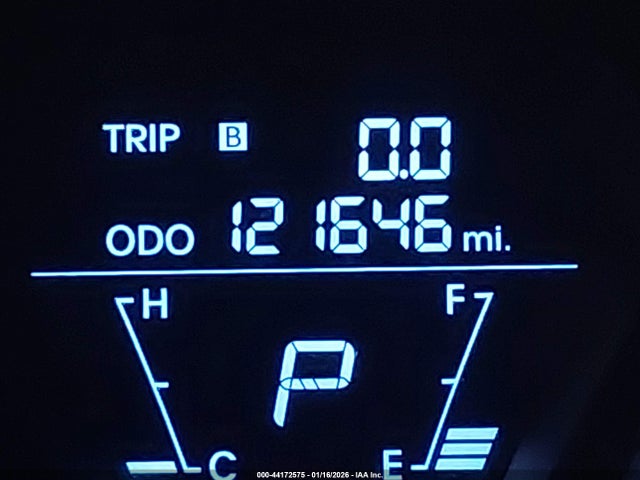 TRIP B 0.0
ODO 121646 mi.
H F
P
C E
000-44172575 - 01/16/2026 - IAA Inc.